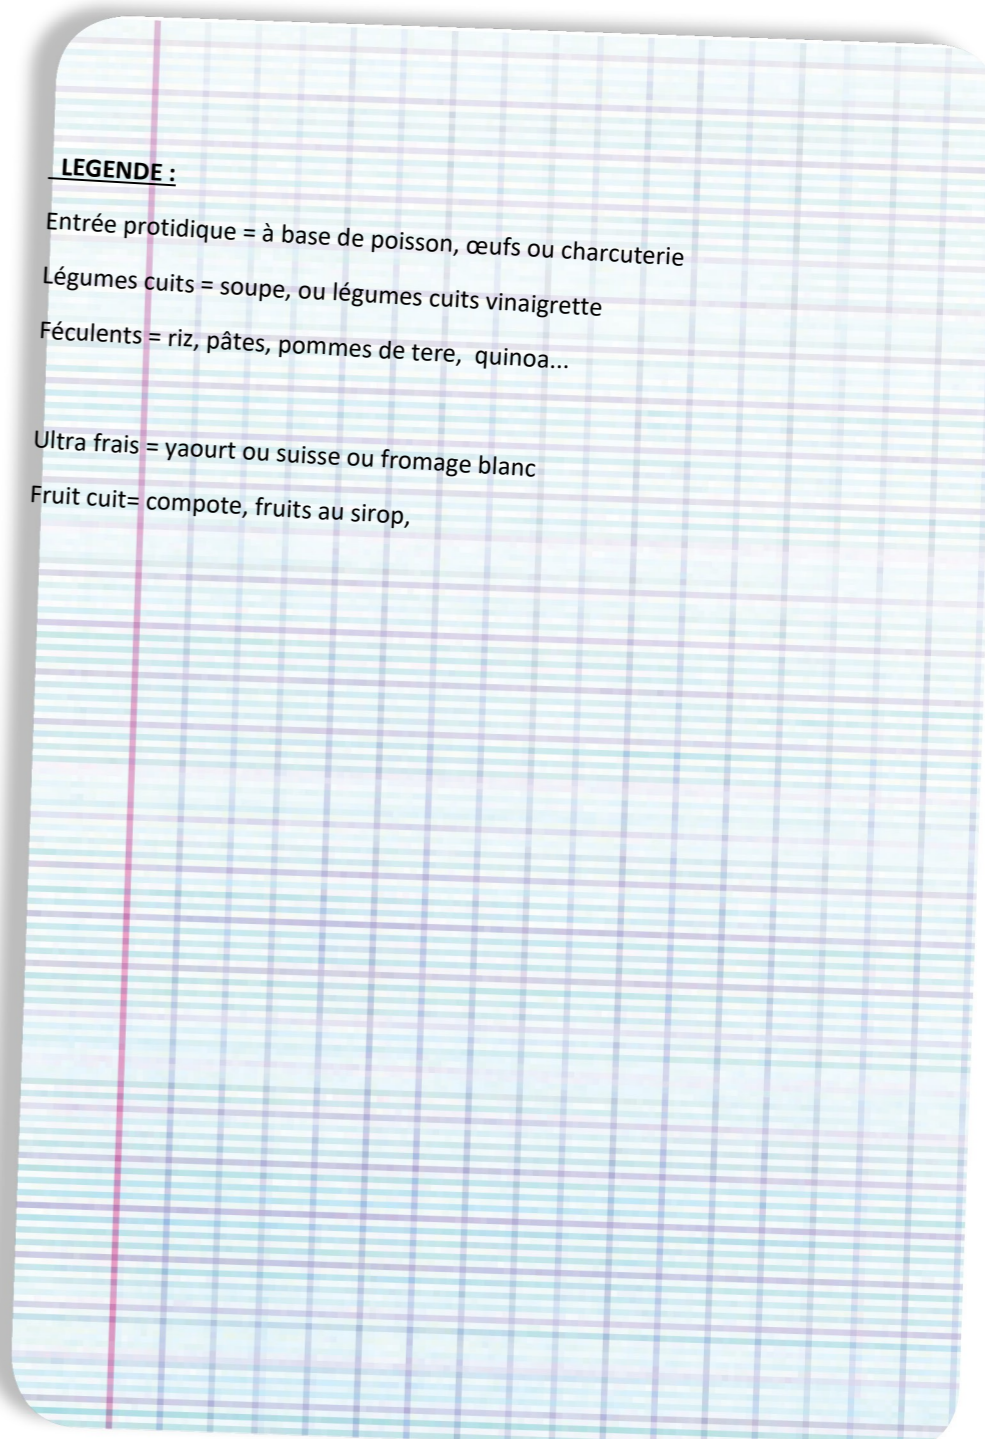 LEGENDE :
Entrée protidique = à base de poisson, œufs ou charcuterie
Légumes cuits = soupe, ou légumes cuits vinaigrette
Féculents = riz, pâtes, pommes de tere, quinoa...
Ultra frais = yaourt ou suisse ou fromage blanc
Fruit cuit= compote, fruits au sirop,